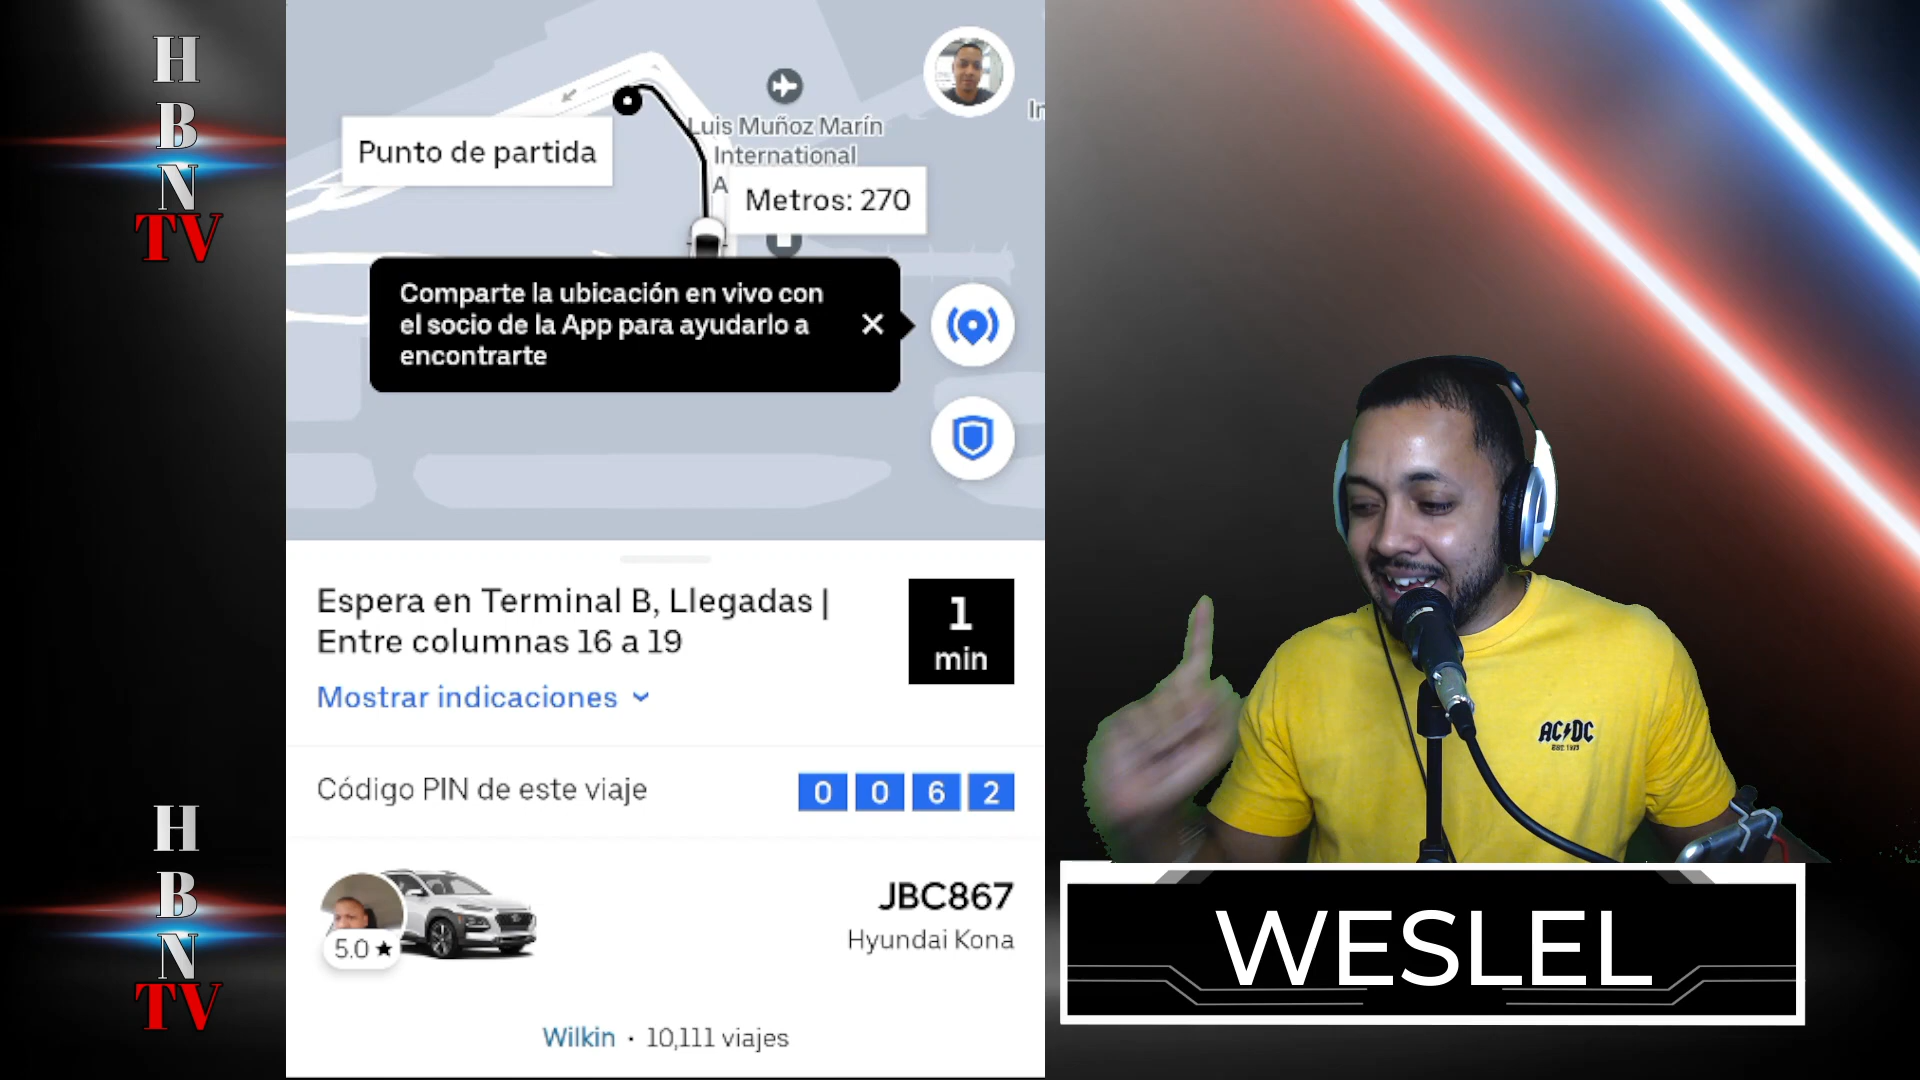 H
B
N
TV
H
B
N
TV
Luis Muñoz Marín
International
A
In
Punto de partida
Metros: 270
Comparte la ubicación en vivo con
el socio de la App para ayudarlo a
encontrarte
Espera en Terminal B, Llegadas |
Entre columnas 16 a 19
1
min
Mostrar indicaciones
Código PIN de este viaje
0 0 6 2
5.0 ★
JBC867
Hyundai Kona
Wilkin · 10,111 viajes
AC⚡DC
EST. 1973
WESLEL